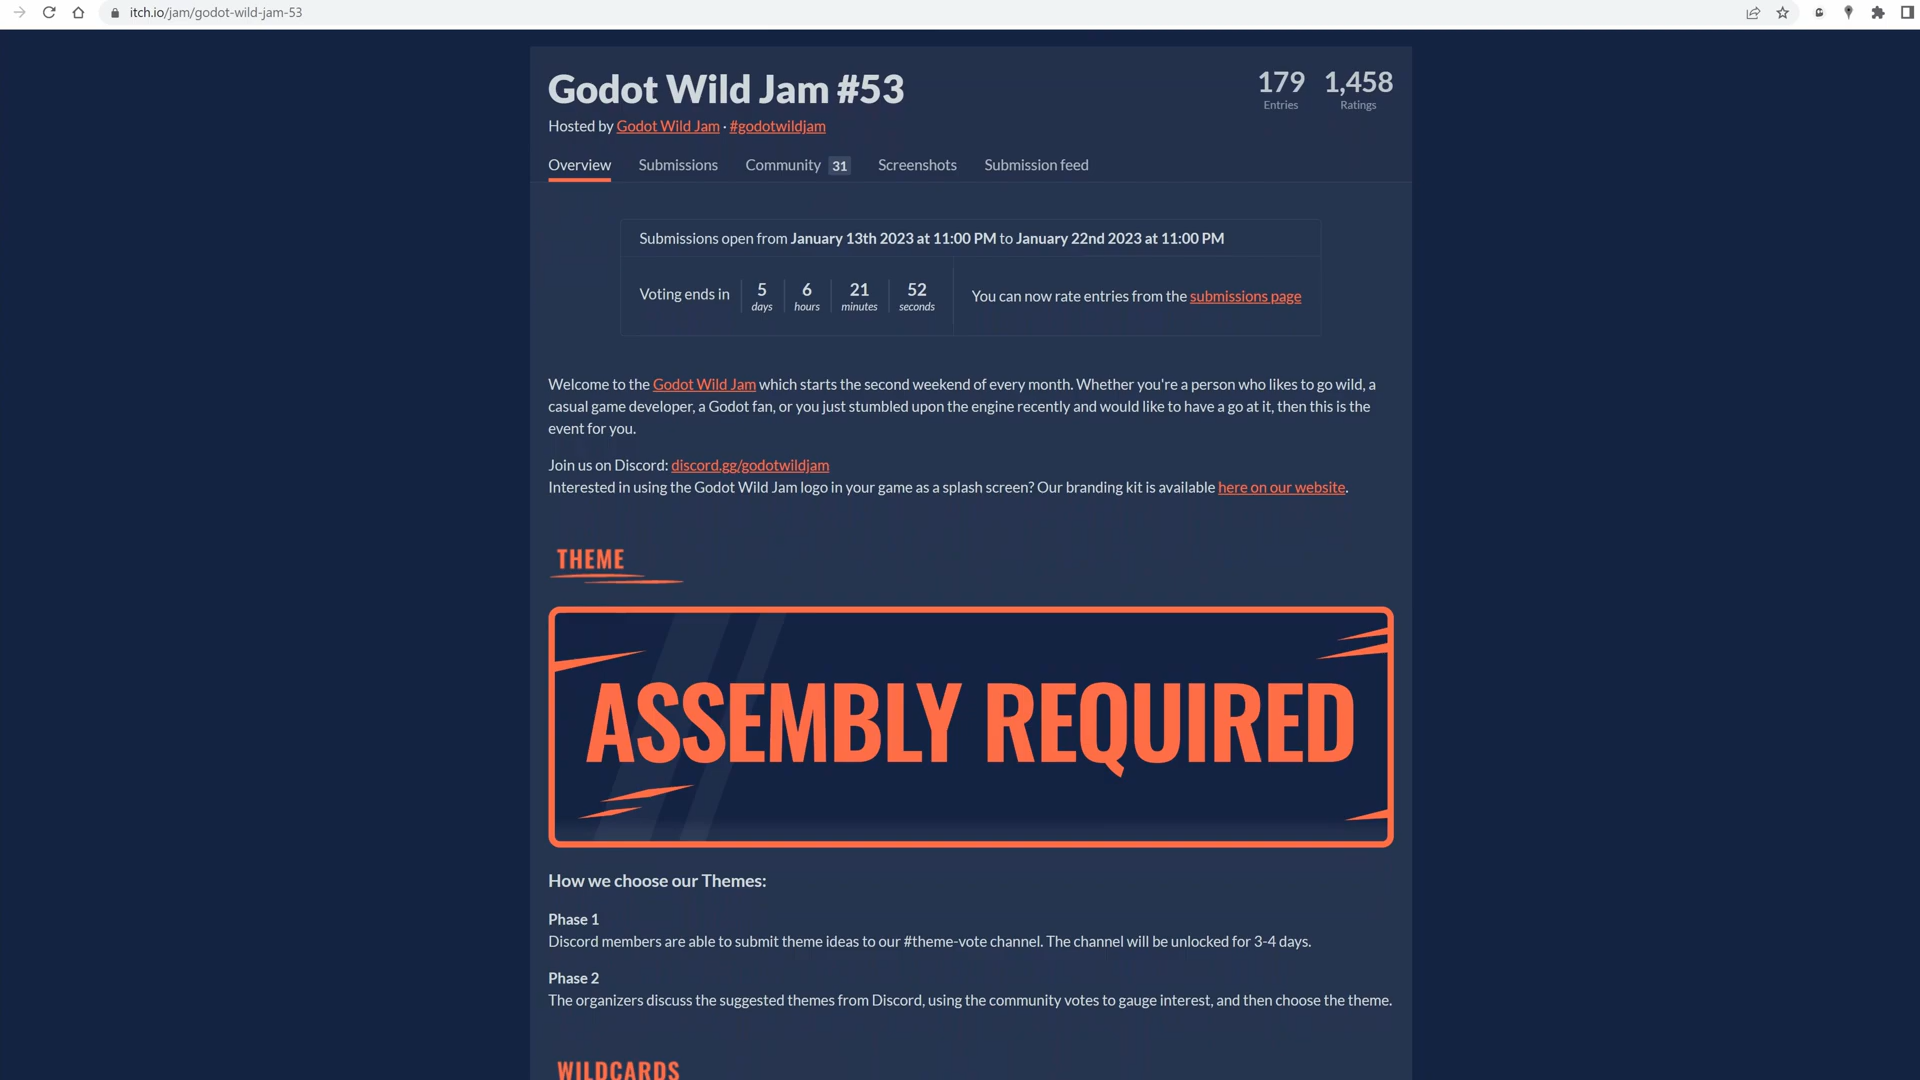 itch.io/jam/godot-wild-jam-53
Godot Wild Jam #53
179 1,458
Entries Ratings
Hosted by Godot Wild Jam · #godotwildjam
Overview Submissions Community 31 Screenshots Submission feed
Submissions open from January 13th 2023 at 11:00 PM to January 22nd 2023 at 11:00 PM
Voting ends in 5 days 6 hours 21 minutes 52 seconds
You can now rate entries from the submissions page
Welcome to the Godot Wild Jam which starts the second weekend of every month. Whether you're a person who likes to go wild, a
casual game developer, a Godot fan, or you just stumbled upon the engine recently and would like to have a go at it, then this is the
event for you.
Join us on Discord: discord.gg/godotwildjam
Interested in using the Godot Wild Jam logo in your game as a splash screen? Our branding kit is available here on our website.
THEME
ASSEMBLY REQUIRED
How we choose our Themes:
Phase 1
Discord members are able to submit theme ideas to our #theme-vote channel. The channel will be unlocked for 3-4 days.
Phase 2
The organizers discuss the suggested themes from Discord, using the community votes to gauge interest, and then choose the theme.
WILDCARDS